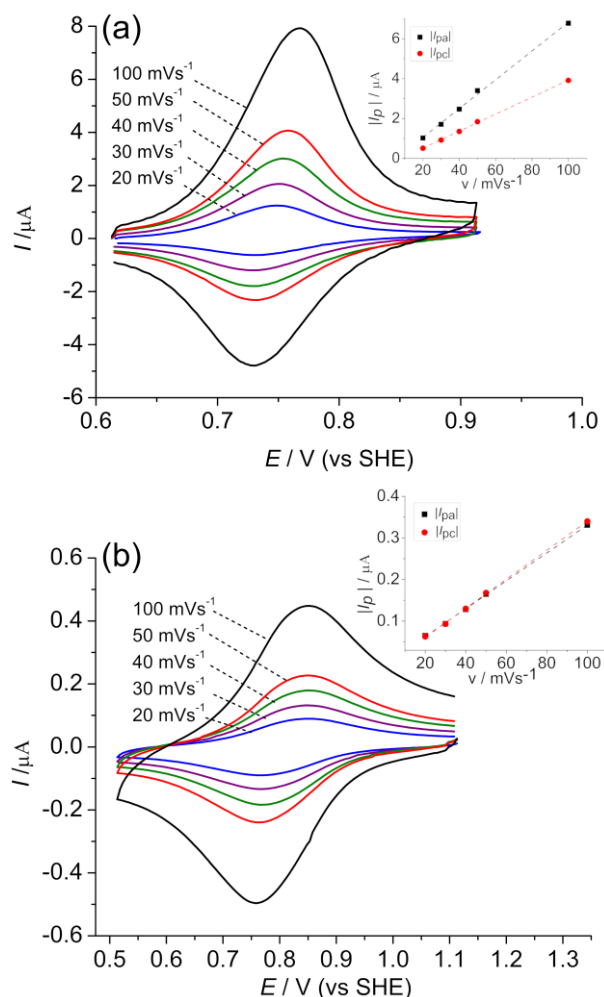 (a)
100 mVs⁻¹
50 mVs⁻¹
40 mVs⁻¹
30 mVs⁻¹
20 mVs⁻¹
8
6
4
2
0
-2
-4
-6
I /µA
0.6 0.7 0.8 0.9 1.0
E / V (vs SHE)
|Ipa|
|Ipc|
6
4
2
0
|Ip| / µA
20 40 60 80 100
v / mVs⁻¹
(b)
100 mVs⁻¹
50 mVs⁻¹
40 mVs⁻¹
30 mVs⁻¹
20 mVs⁻¹
0.6
0.4
0.2
0.0
-0.2
-0.4
-0.6
I /µA
0.5 0.6 0.7 0.8 0.9 1.0 1.1 1.2 1.3
E / V (vs SHE)
|Ipa|
|Ipc|
0.4
0.3
0.2
0.1
|Ip| / µA
20 40 60 80 100
v / mVs⁻¹